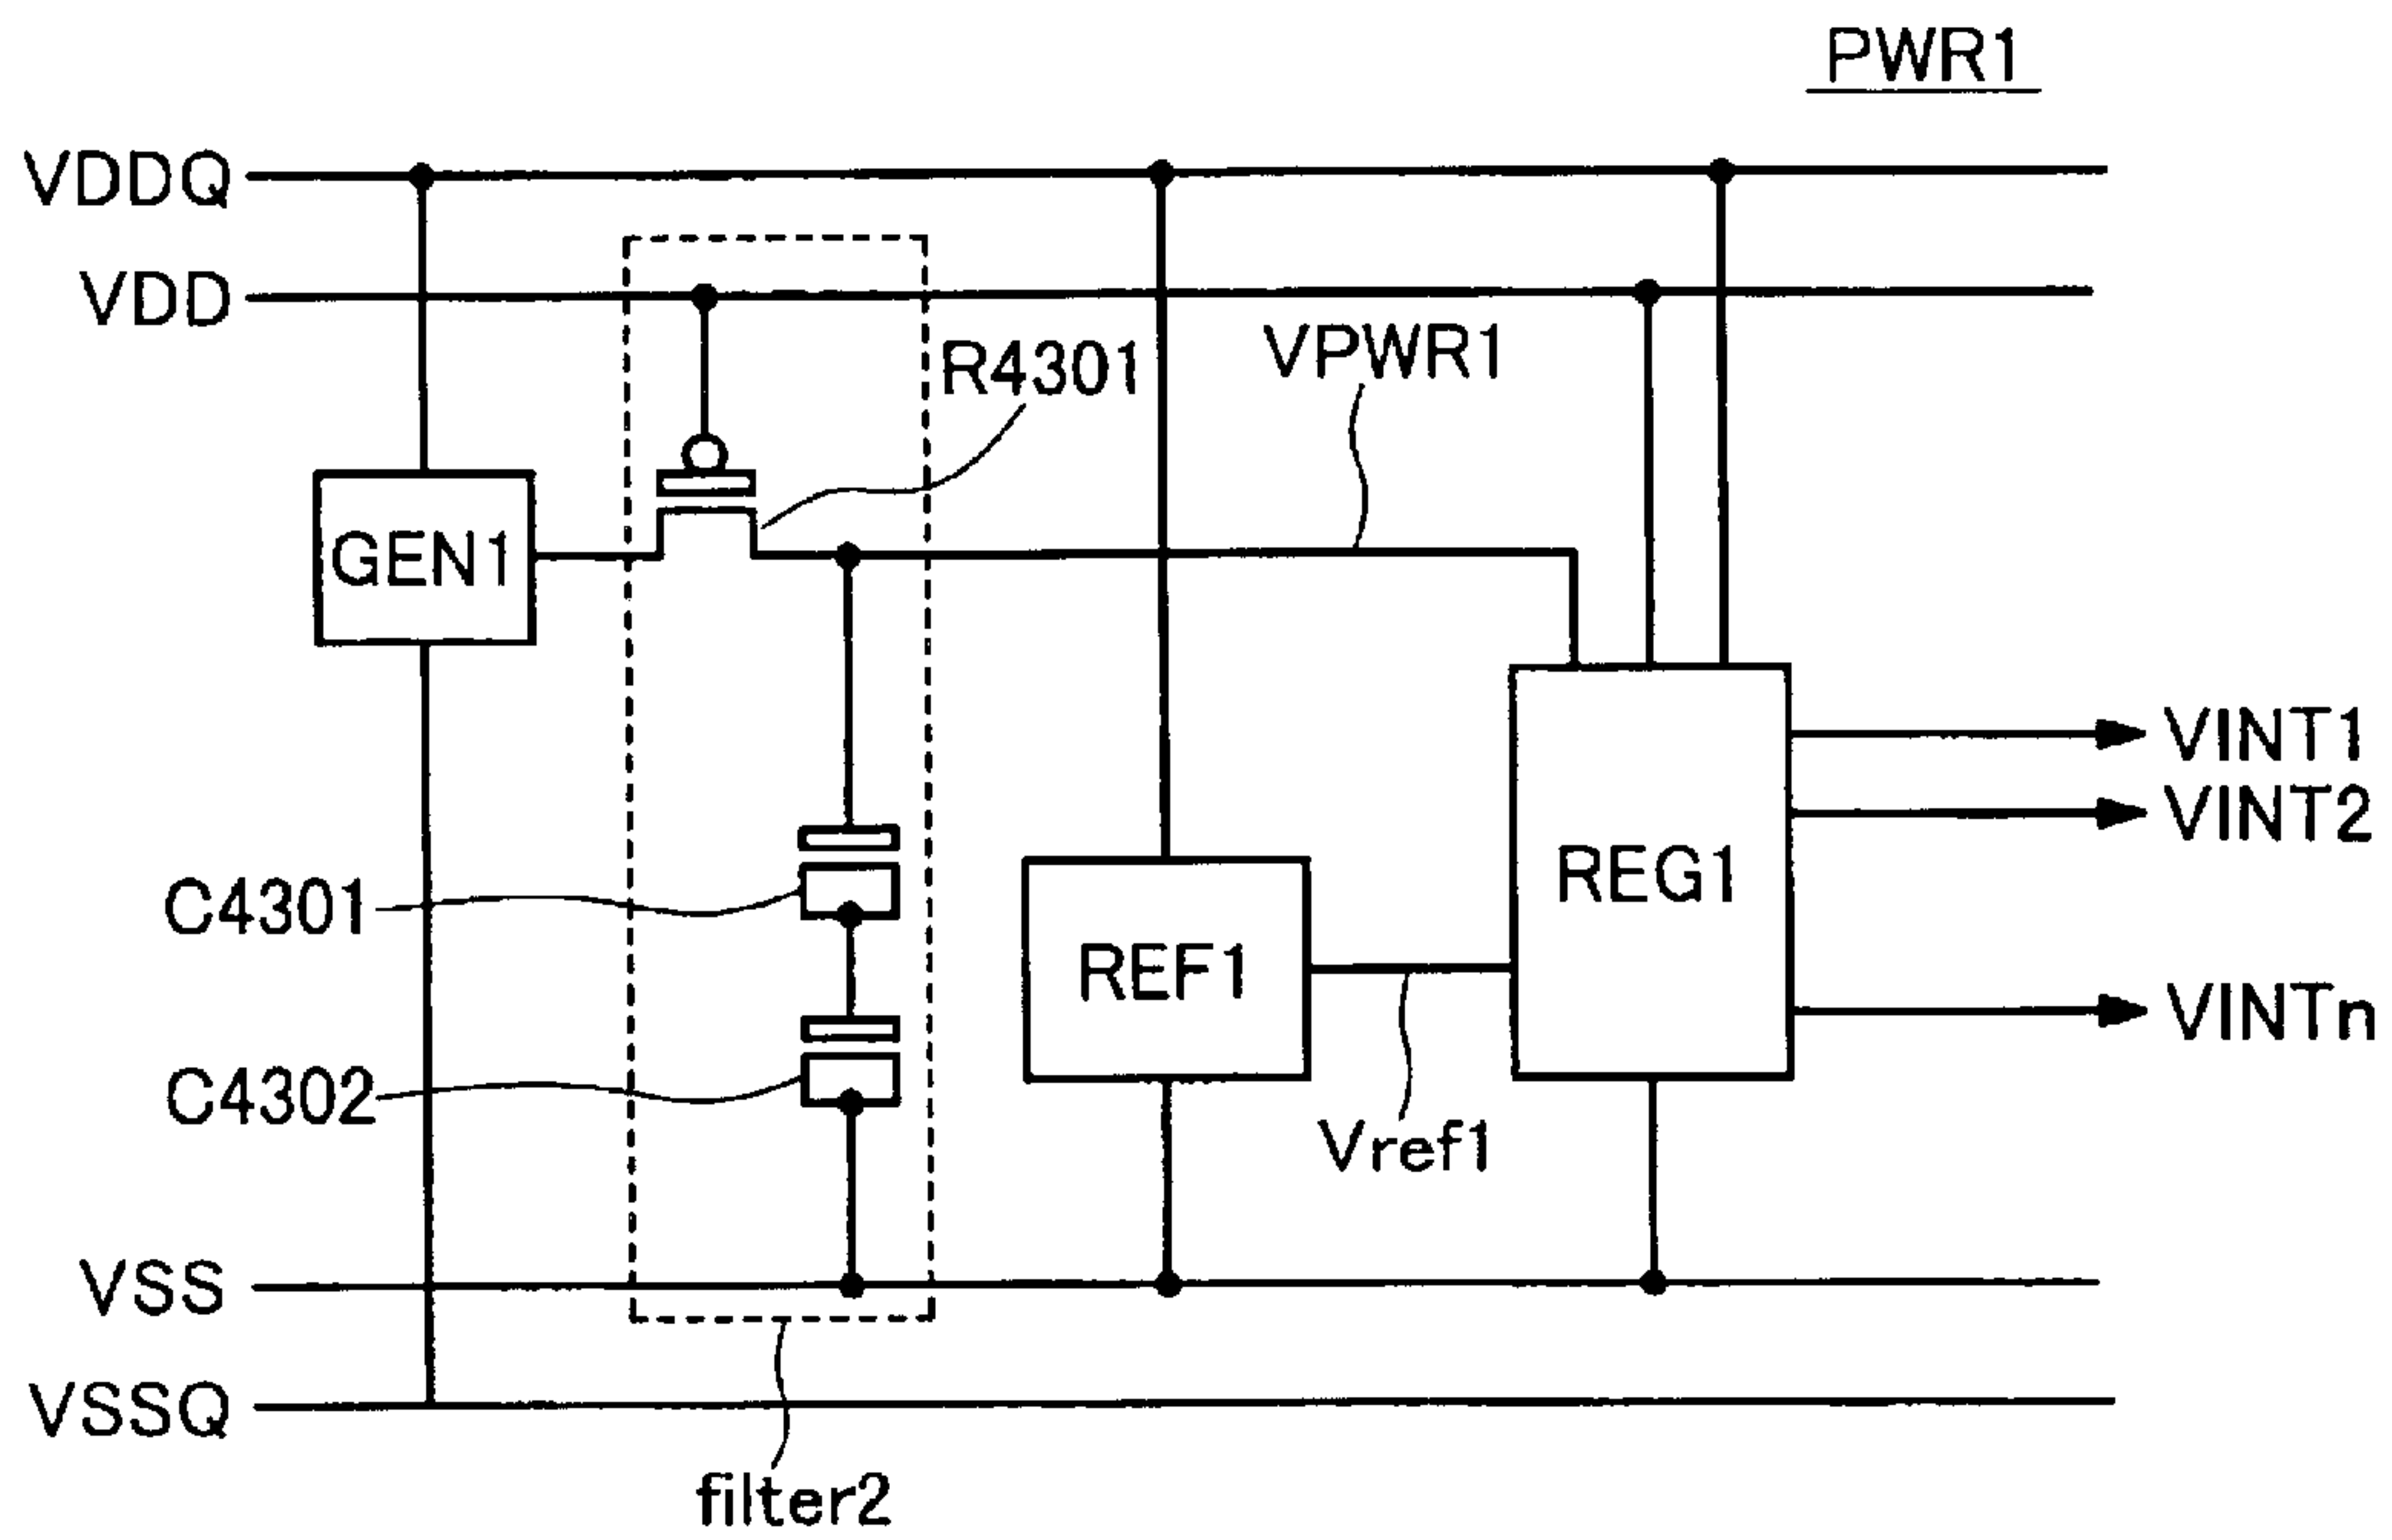 PWR1
VDDQ
VDD
R4301
VPWR1
GEN1
VINT1
VINT2
REG1
C4301
REF1
VINTn
C4302
Vref1
VSS
VSSQ
filter2